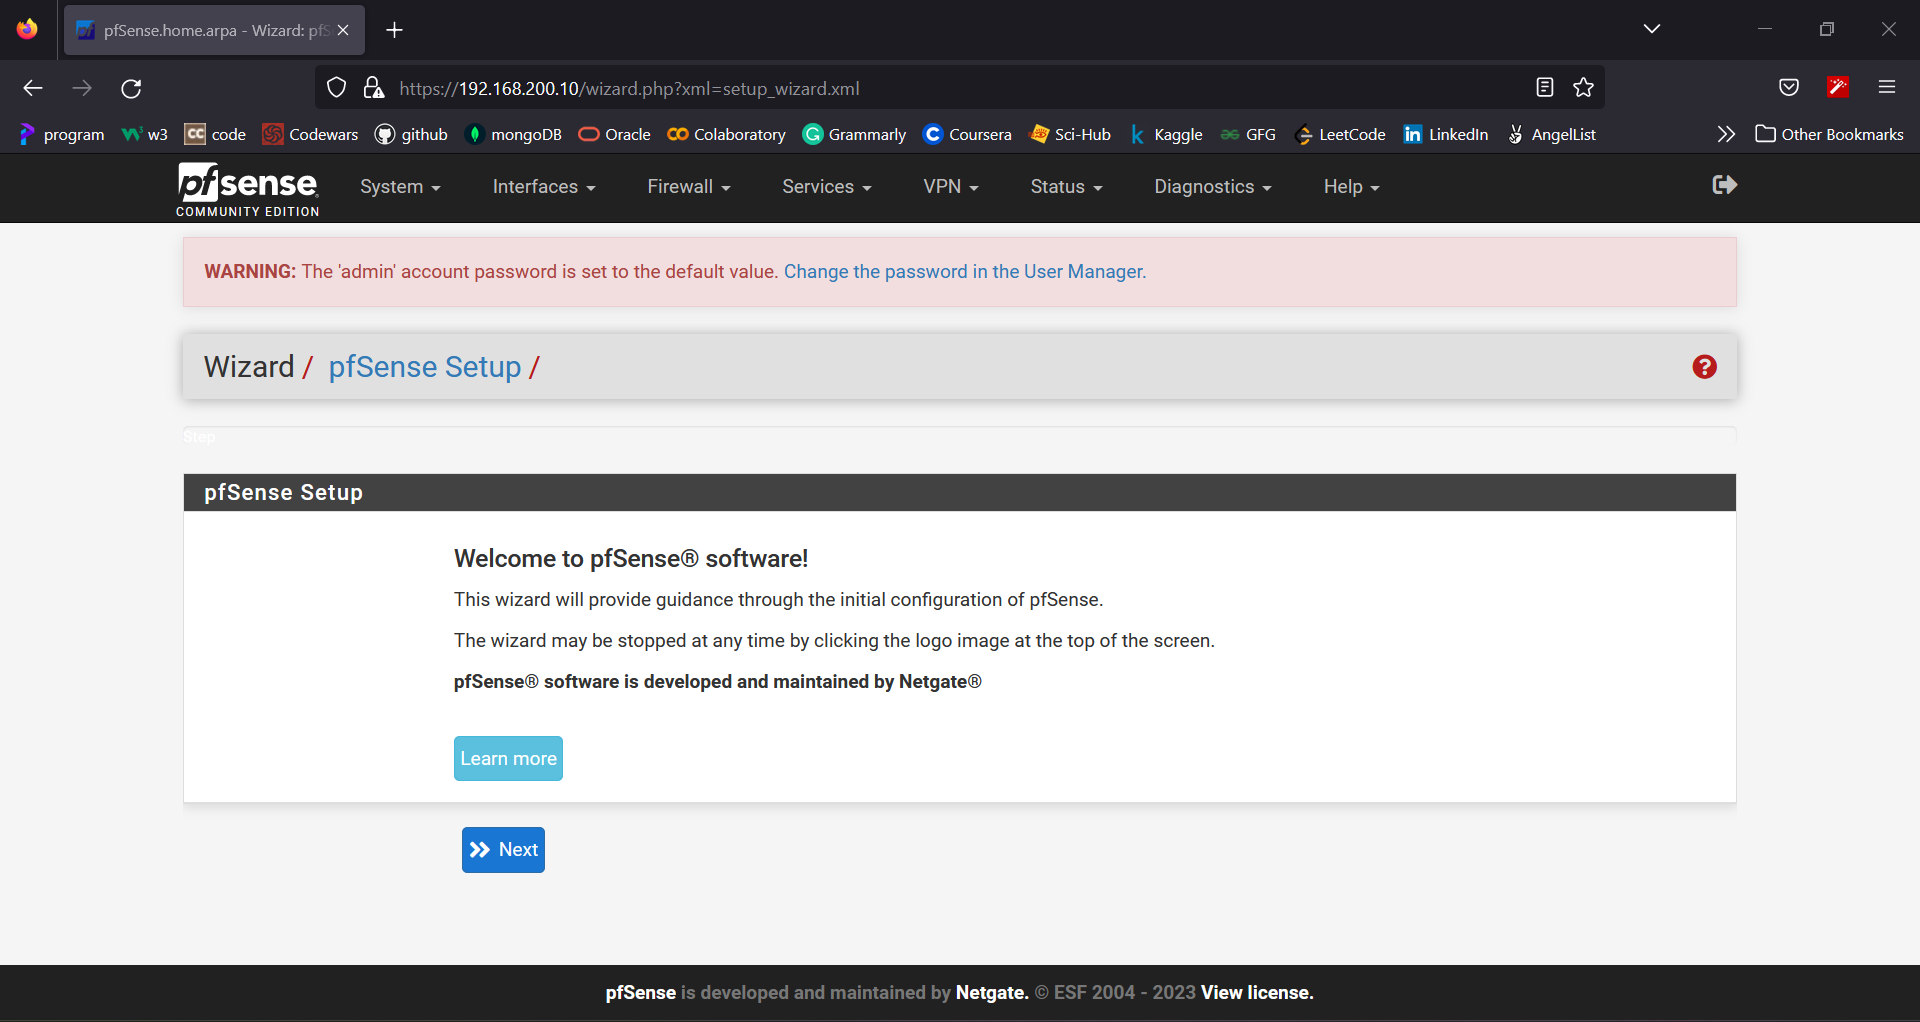 pfSense.home.arpa - Wizard: pfS
https://192.168.200.10/wizard.php?xml=setup_wizard.xml
program w3 code Codewars github mongoDB Oracle Colaboratory Grammarly Coursera Sci-Hub Kaggle GFG LeetCode LinkedIn AngelList Other Bookmarks
pfsense System Interfaces Firewall Services VPN Status Diagnostics Help
COMMUNITY EDITION
WARNING: The 'admin' account password is set to the default value. Change the password in the User Manager.
Wizard / pfSense Setup /
Step
pfSense Setup
Welcome to pfSense® software!
This wizard will provide guidance through the initial configuration of pfSense.
The wizard may be stopped at any time by clicking the logo image at the top of the screen.
pfSense® software is developed and maintained by Netgate®
Learn more
Next
pfSense is developed and maintained by Netgate. © ESF 2004 - 2023 View license.